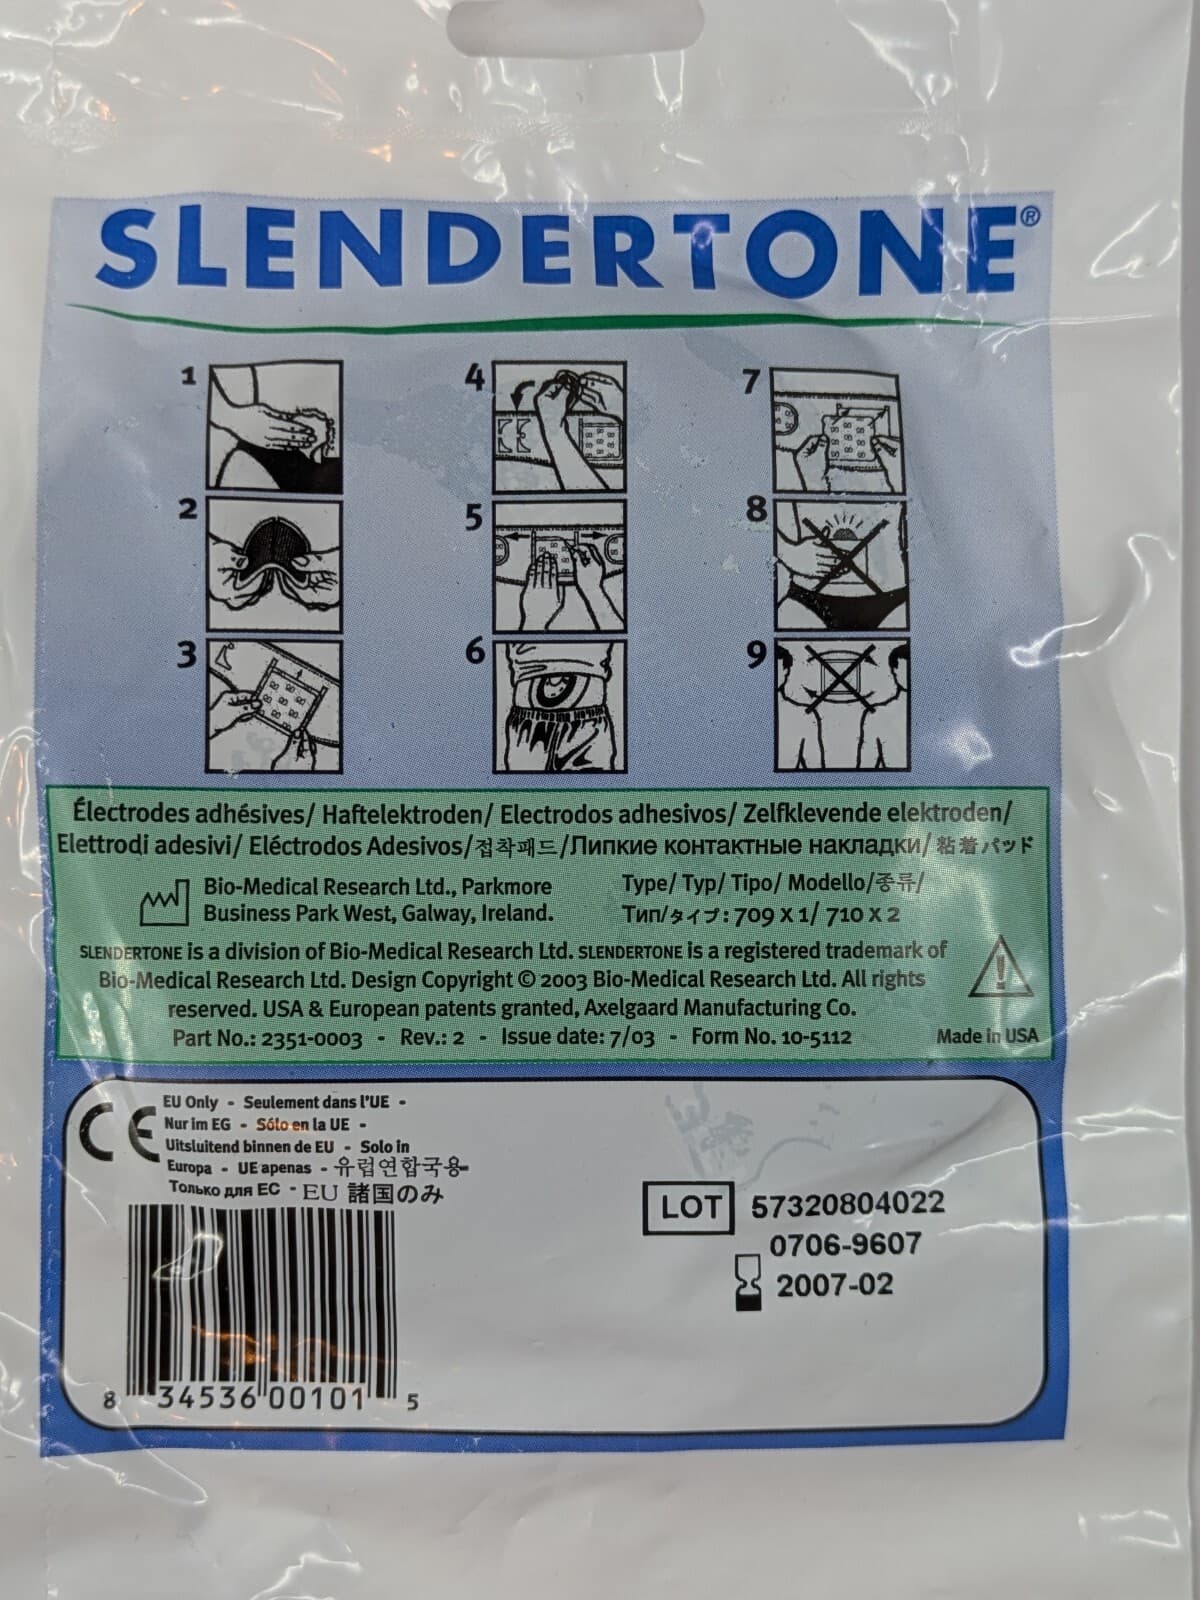 SLENDERTONE®
1
4
7
2
5
8
3
6
9
Électrodes adhésives/ Haftelektroden/ Electrodos adhesivos/ Zelfklevende elektroden/
Elettrodi adesivi/ Eléctrodos Adesivos/접착패드/Липкие контактные накладки/粘着パッド
Bio-Medical Research Ltd., Parkmore
Business Park West, Galway, Ireland.
Type/ Typ/ Tipo/ Modello/종류/
Тип/タイプ: 709 x 1/ 710 x 2
SLENDERTONE is a division of Bio-Medical Research Ltd. SLENDERTONE is a registered trademark of
Bio-Medical Research Ltd. Design Copyright © 2003 Bio-Medical Research Ltd. All rights
reserved. USA & European patents granted, Axelgaard Manufacturing Co.
Part No.: 2351-0003 - Rev.: 2 - Issue date: 7/03 - Form No. 10-5112 Made in USA
CE
EU Only - Seulement dans l'UE -
Nur im EG - Sólo en la UE -
Uitsluitend binnen de EU - Solo in
Europa - UE apenas - 유럽연합국용-
Только для ЕС - EU 諸国のみ
LOT 57320804022
0706-9607
2007-02
8 34536 00101 5